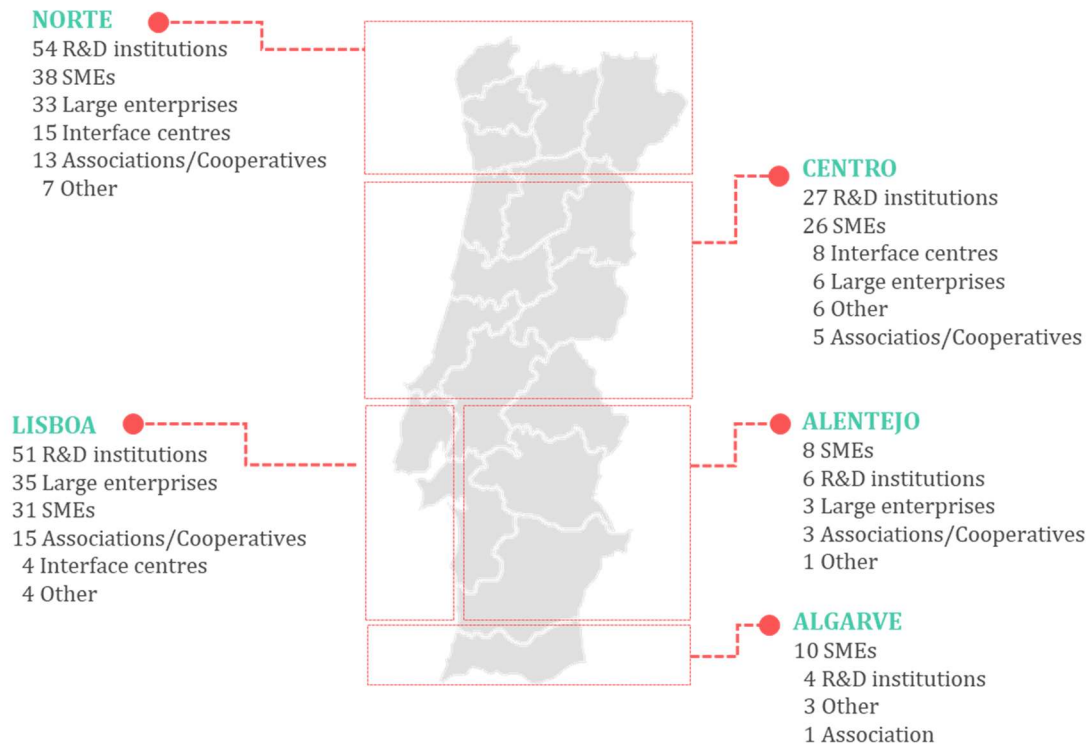 NORTE
54 R&D institutions
38 SMEs
33 Large enterprises
15 Interface centres
13 Associations/Cooperatives
7 Other
CENTRO
27 R&D institutions
26 SMEs
8 Interface centres
6 Large enterprises
6 Other
5 Associatios/Cooperatives
LISBOA
51 R&D institutions
35 Large enterprises
31 SMEs
15 Associations/Cooperatives
4 Interface centres
4 Other
ALENTEJO
8 SMEs
6 R&D institutions
3 Large enterprises
3 Associations/Cooperatives
1 Other
ALGARVE
10 SMEs
4 R&D institutions
3 Other
1 Association